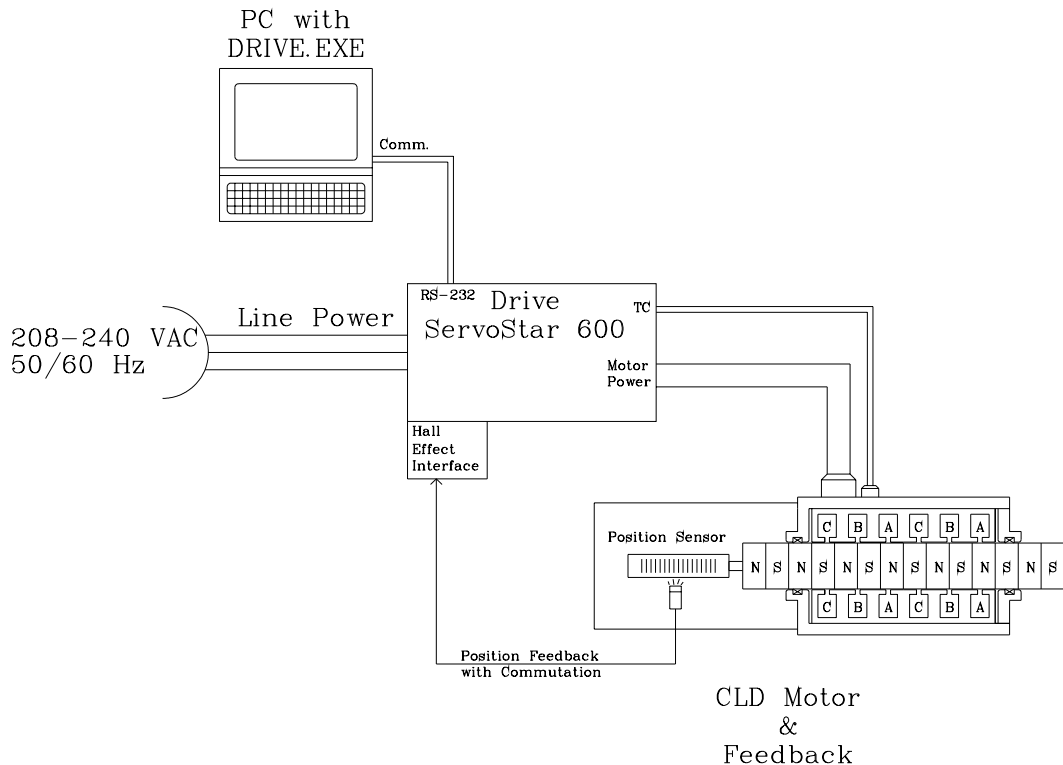 PC with
DRIVE.EXE
Comm.
RS-232
Drive
ServoStar 600
TC
Line Power
208-240 VAC
50/60 Hz
Motor
Power
Hall
Effect
Interface
C B A C B A
Position Sensor
N S N S N S N S N S N S N S
C B A C B A
Position Feedback
with Commutation
CLD Motor
&
Feedback